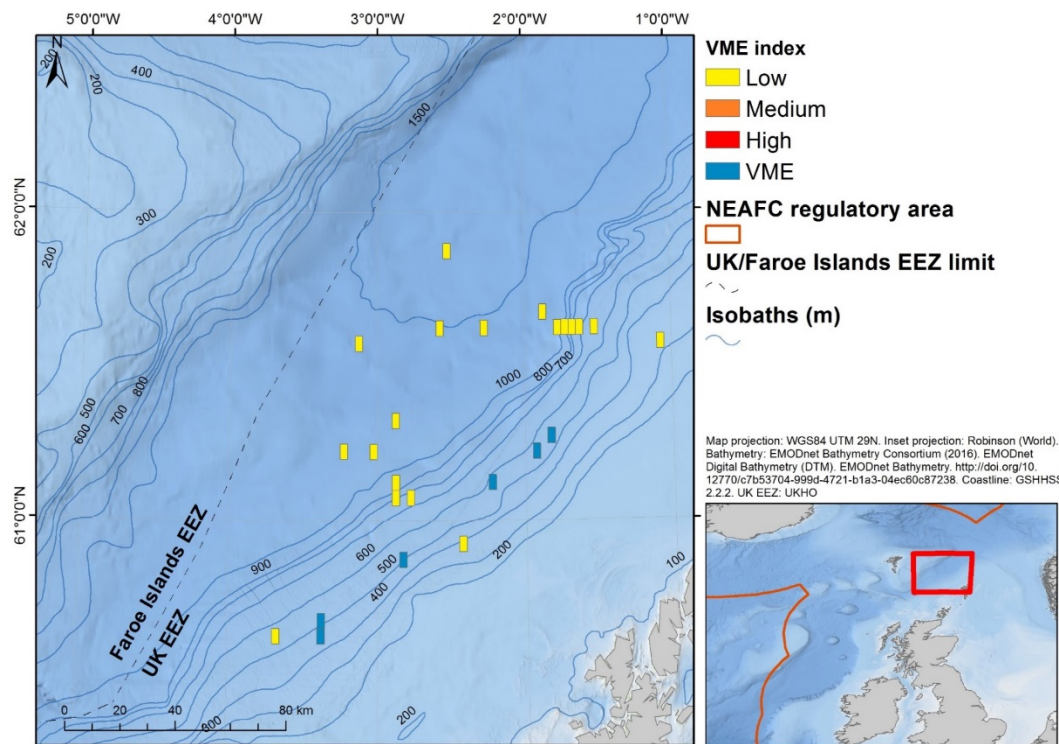 5°0'0"W 4°0'0"W 3°0'0"W 2°0'0"W 1°0'0"W
N
200
200
400
1500
62°0'0"N
300
200
500
600
700
800
1000
800
700
61°0'0"N
900
600
500
400
200
100
Faroe Islands EEZ
UK EEZ
300
200
0 20 40 80 km
VME index
Low
Medium
High
VME
NEAFC regulatory area
UK/Faroe Islands EEZ limit
Isobaths (m)
Map projection: WGS84 UTM 29N. Inset projection: Robinson (World).
Bathymetry: EMODnet Bathymetry Consortium (2016). EMODnet
Digital Bathymetry (DTM). EMODnet Bathymetry. http://doi.org/10.
12770/c7b53704-999d-4721-b1a3-04ec60c87238. Coastline: GSHHSS
2.2.2. UK EEZ: UKHO